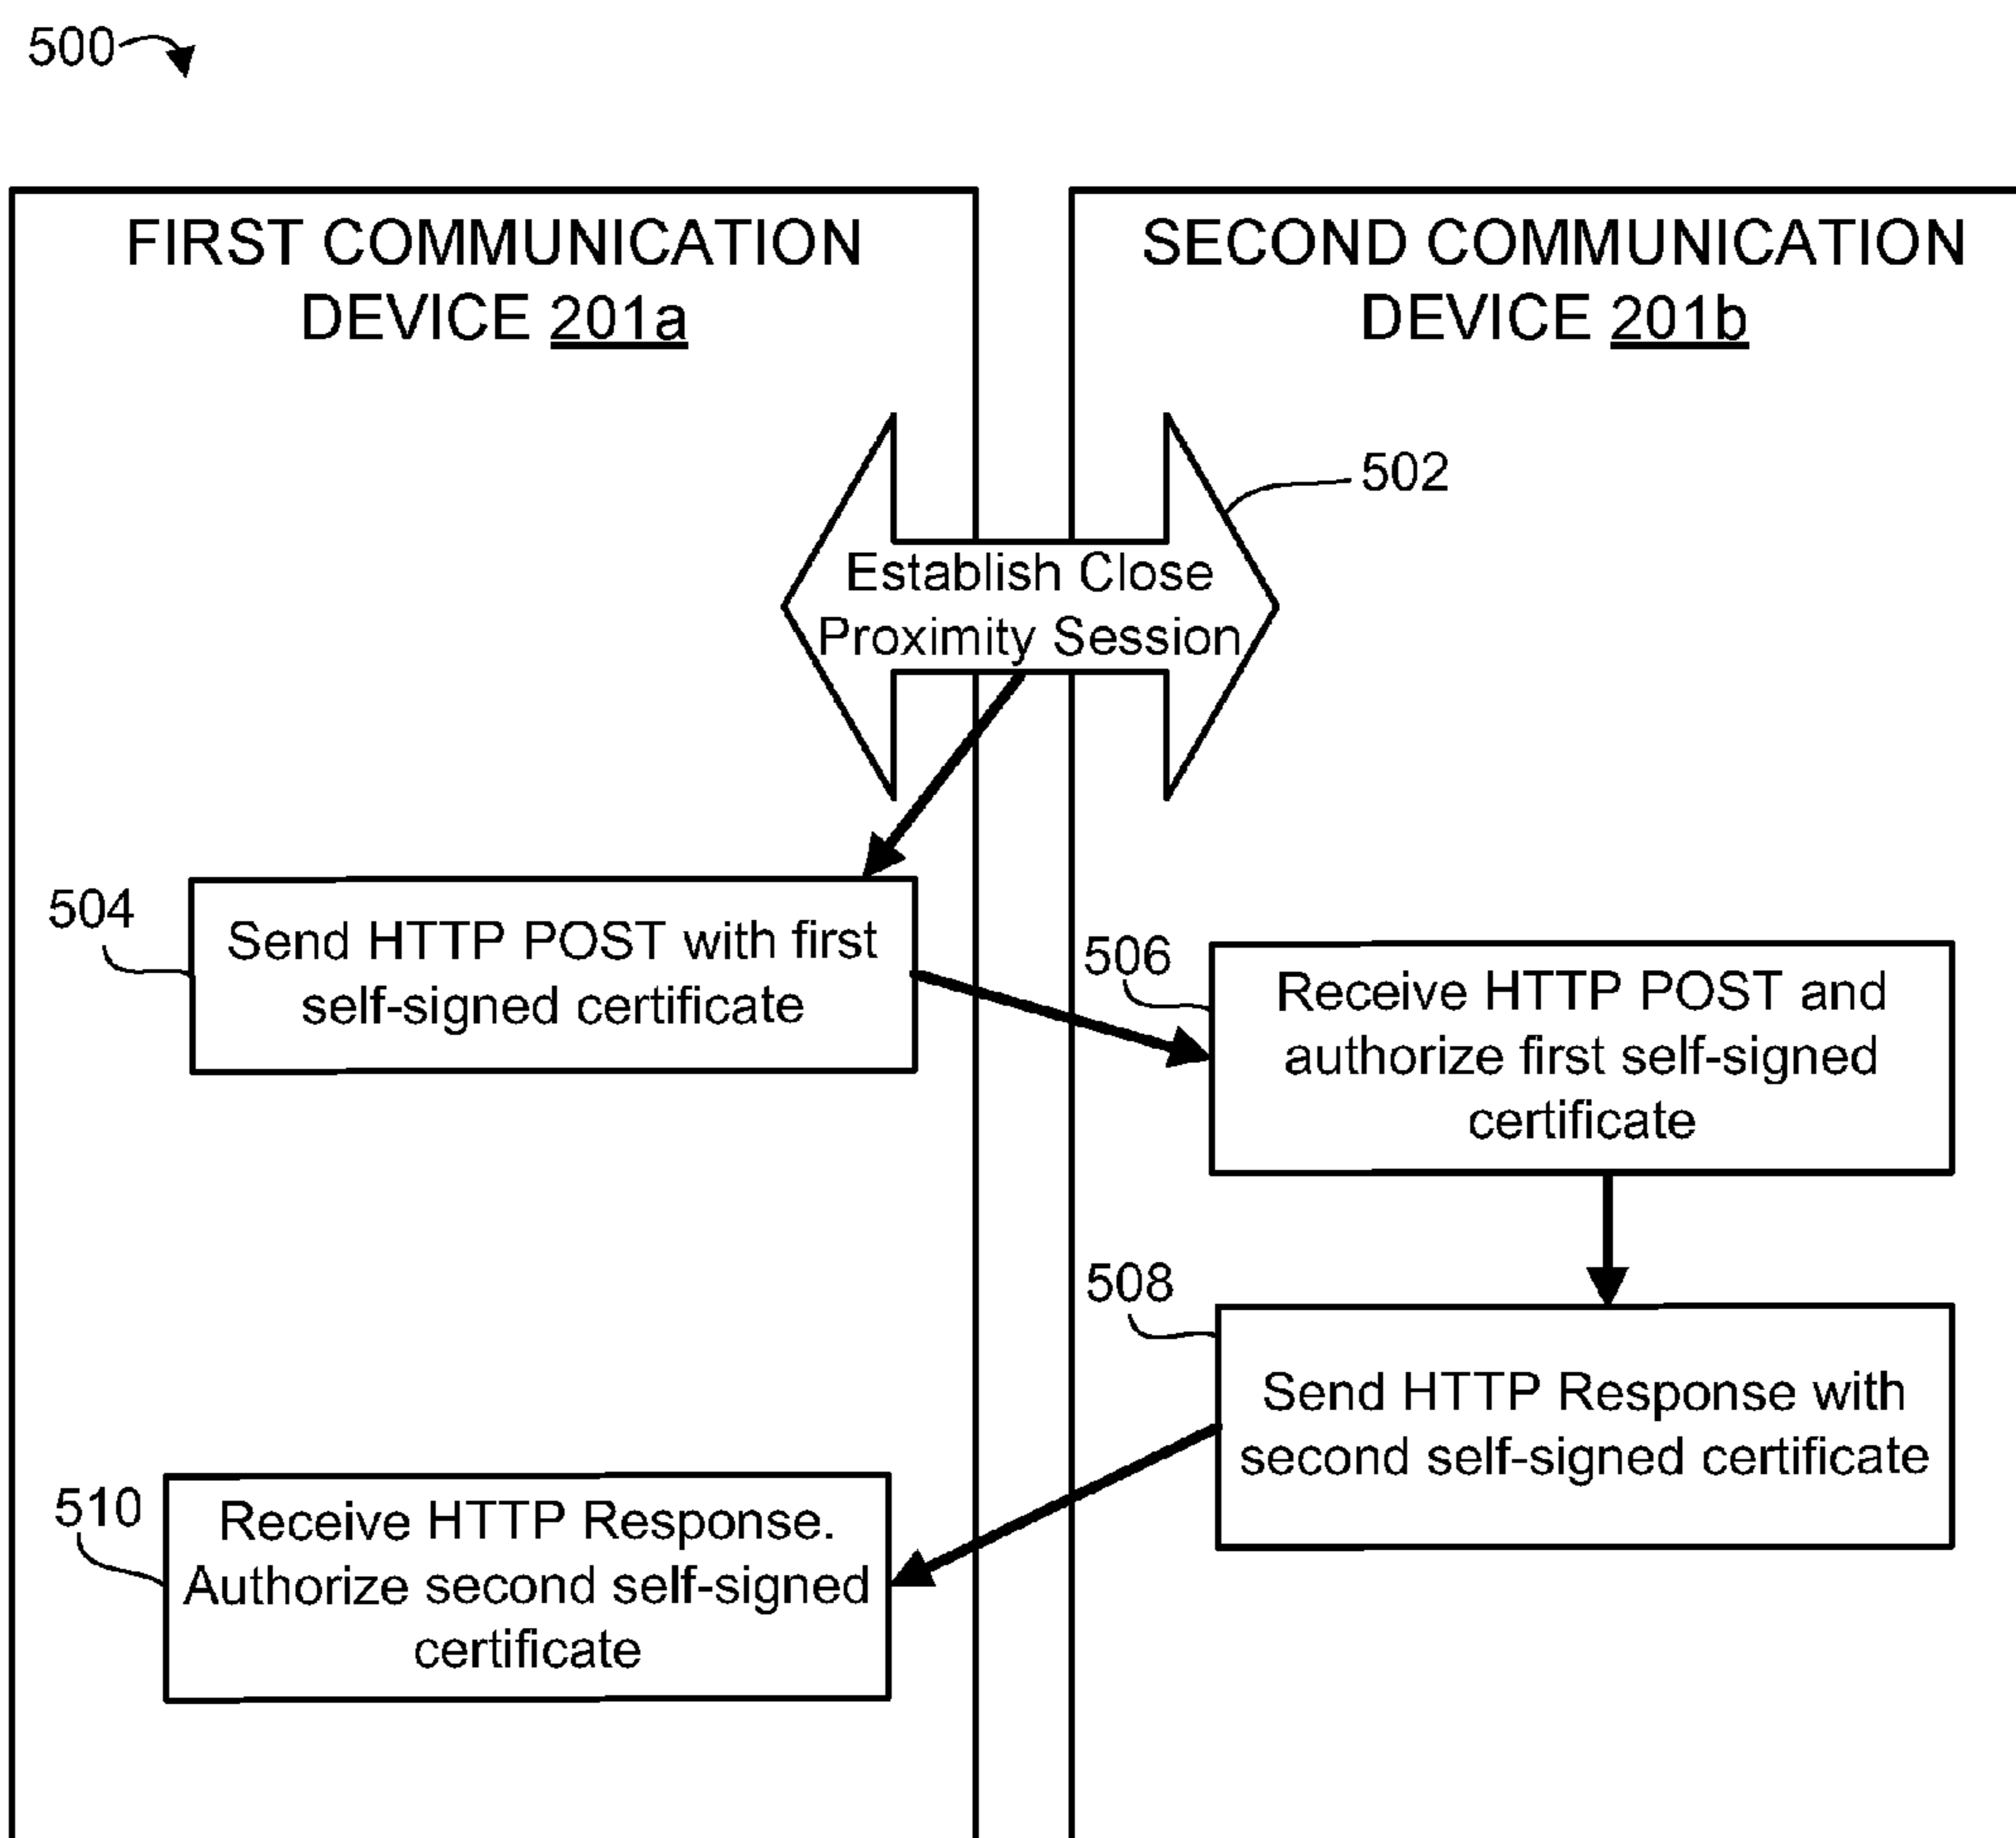 500
FIRST COMMUNICATION
DEVICE 201a
SECOND COMMUNICATION
DEVICE 201b
502
Establish Close
Proximity Session
504
Send HTTP POST with first
self-signed certificate
506
Receive HTTP POST and
authorize first self-signed
certificate
508
Send HTTP Response with
second self-signed certificate
510
Receive HTTP Response.
Authorize second self-signed
certificate